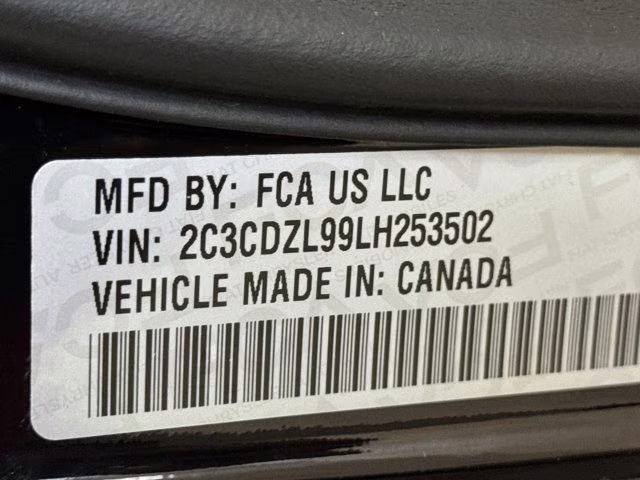 MFD BY: FCA US LLC
VIN: 2C3CDZL99LH253502
VEHICLE MADE IN: CANADA